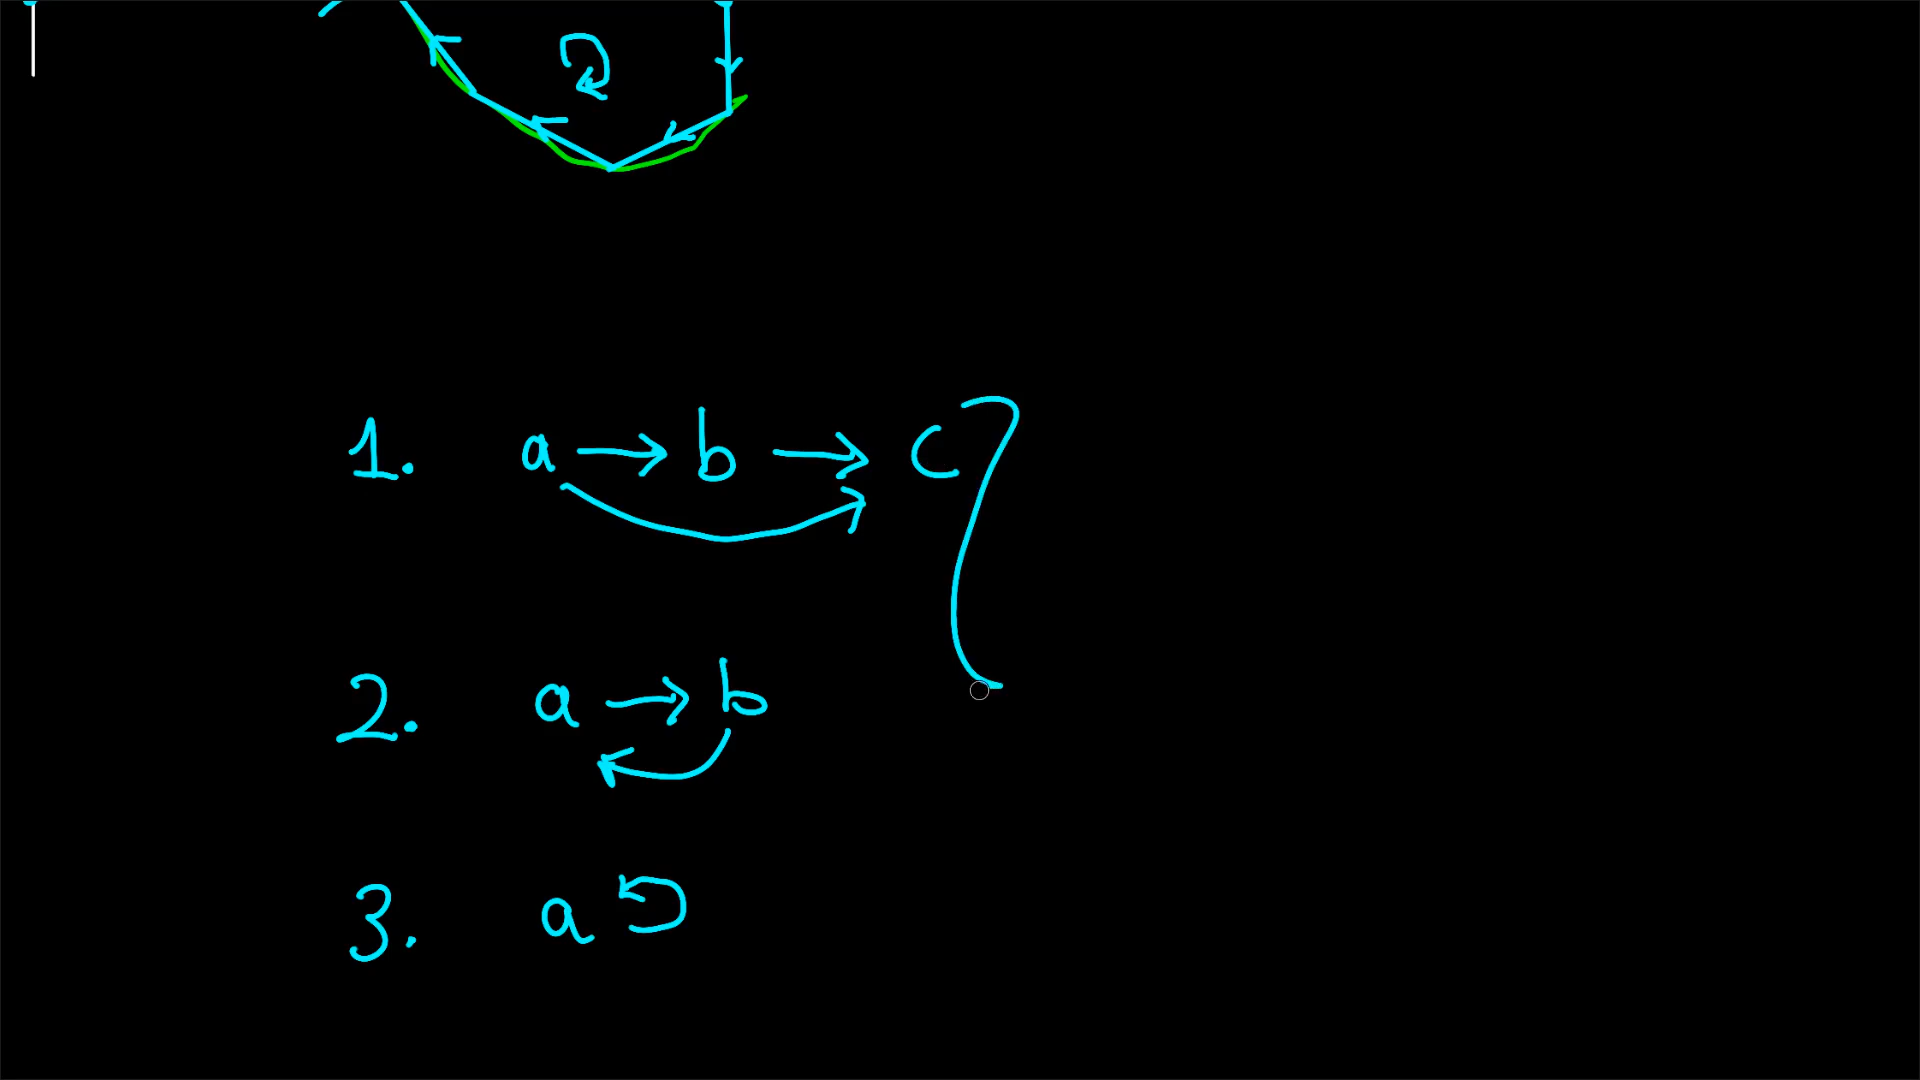 1. a → b → c
2. a → b
3. a